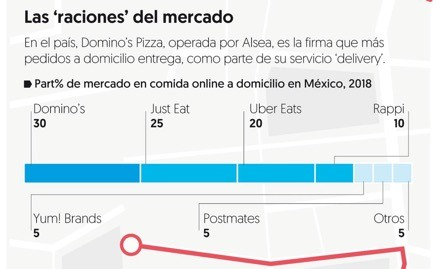 Las ‘raciones’ del mercado
En el país, Domino’s Pizza, operada por Alsea, es la firma que más
pedidos a domicilio entrega, como parte de su servicio ‘delivery’.
Part% de mercado en comida online a domicilio en México, 2018
Domino’s Just Eat Uber Eats Rappi
30 25 20 10
Yum! Brands Postmates Otros
5 5 5